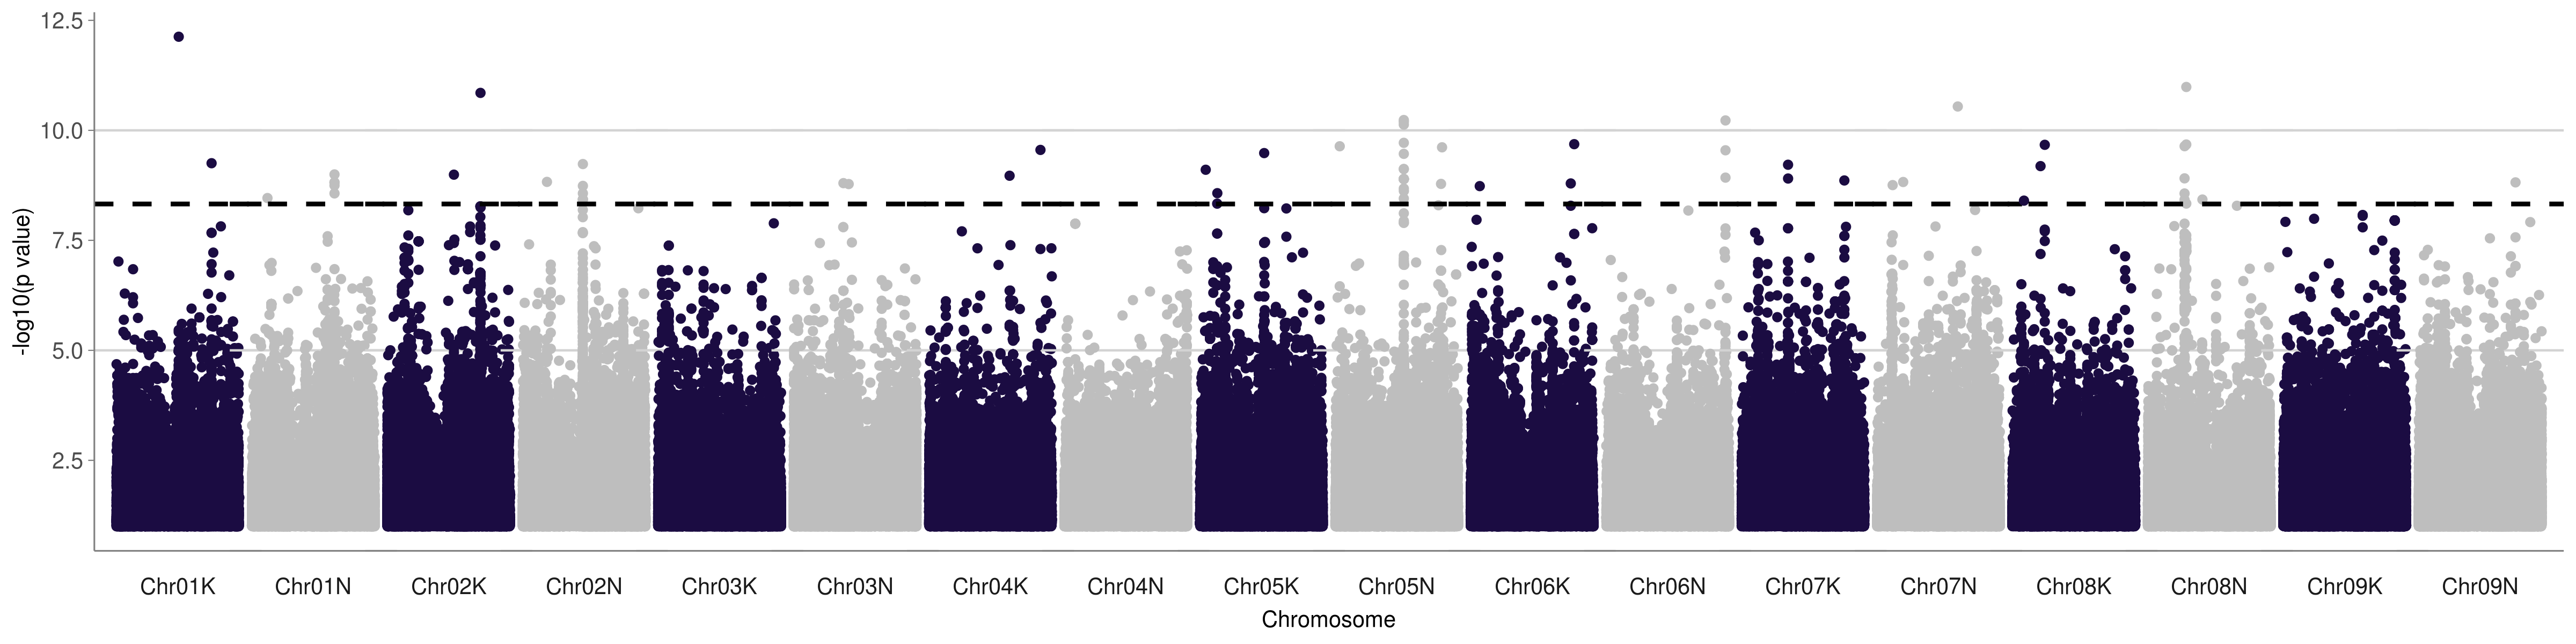 12.5
10.0
7.5
5.0
2.5
-log10(p value)
Chr01K Chr01N Chr02K Chr02N Chr03K Chr03N Chr04K Chr04N Chr05K Chr05N Chr06K Chr06N Chr07K Chr07N Chr08K Chr08N Chr09K Chr09N
Chromosome